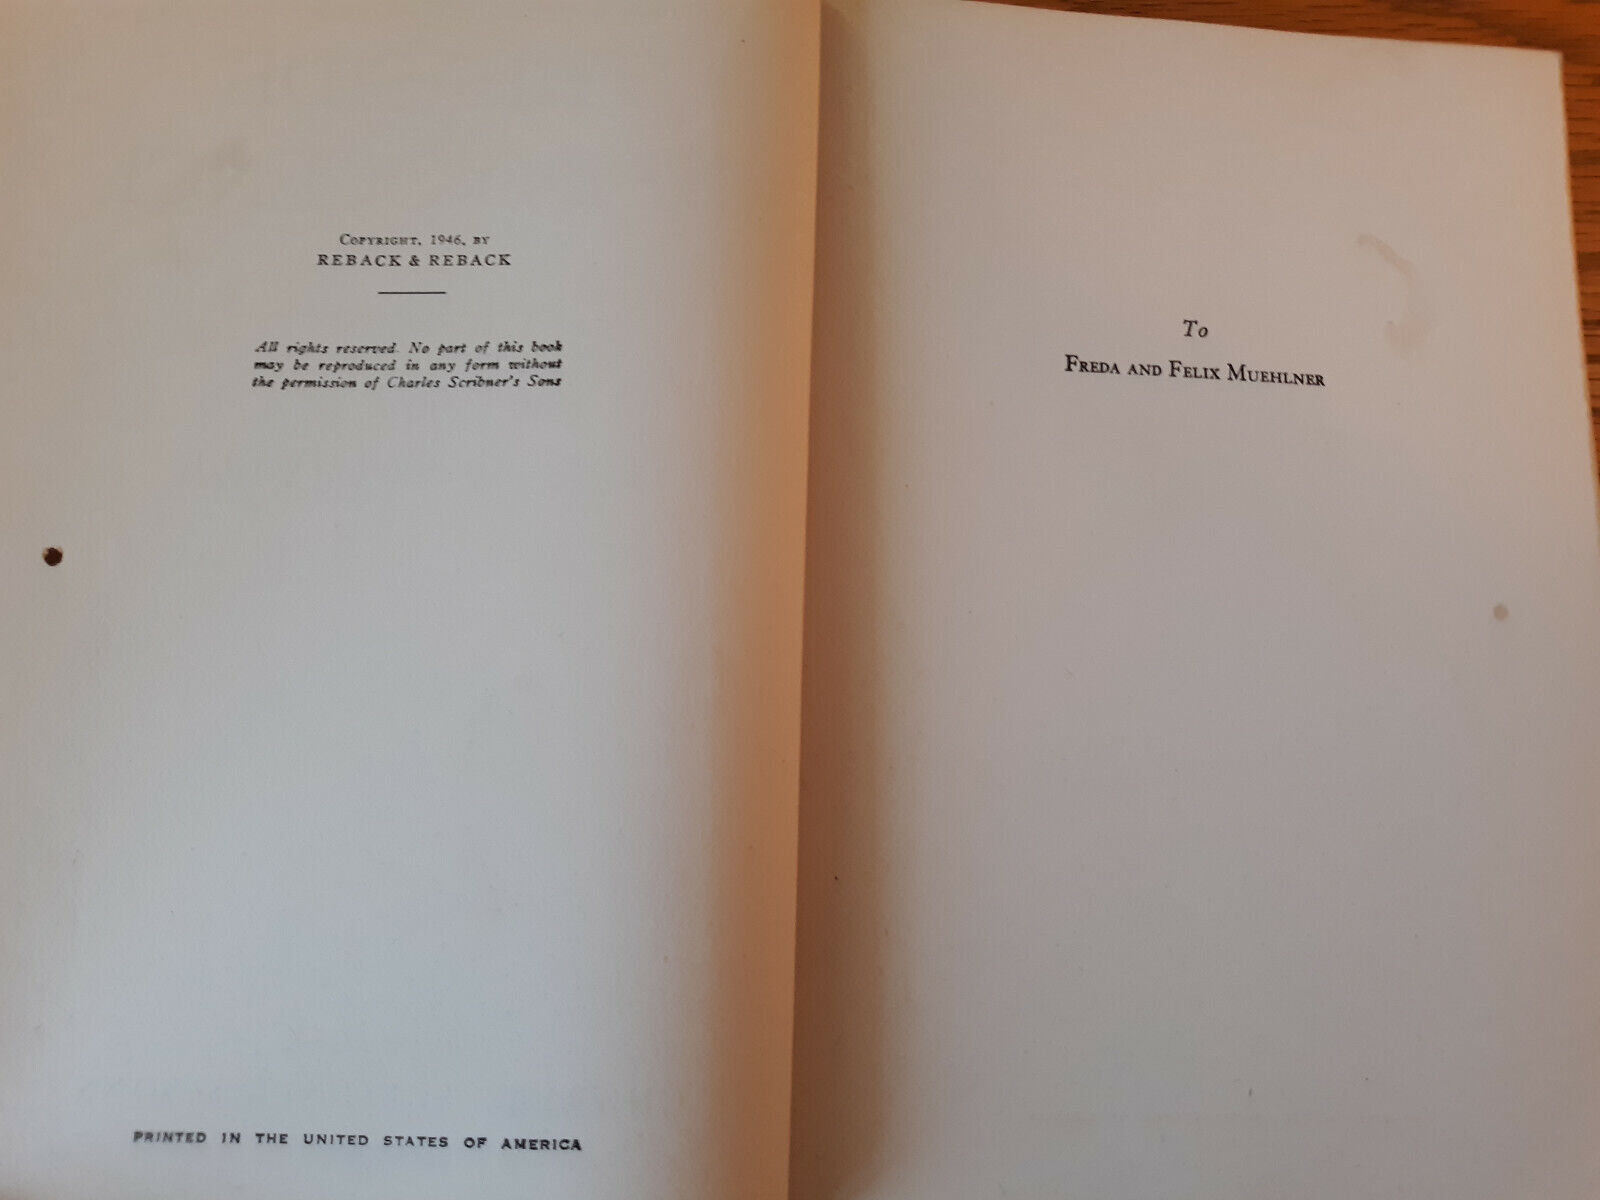 Copyright, 1946, by
REBACK & REBACK
All rights reserved. No part of this book
may be reproduced in any form without
the permission of Charles Scribner's Sons
PRINTED IN THE UNITED STATES OF AMERICA
To
Freda and Felix Muehlner